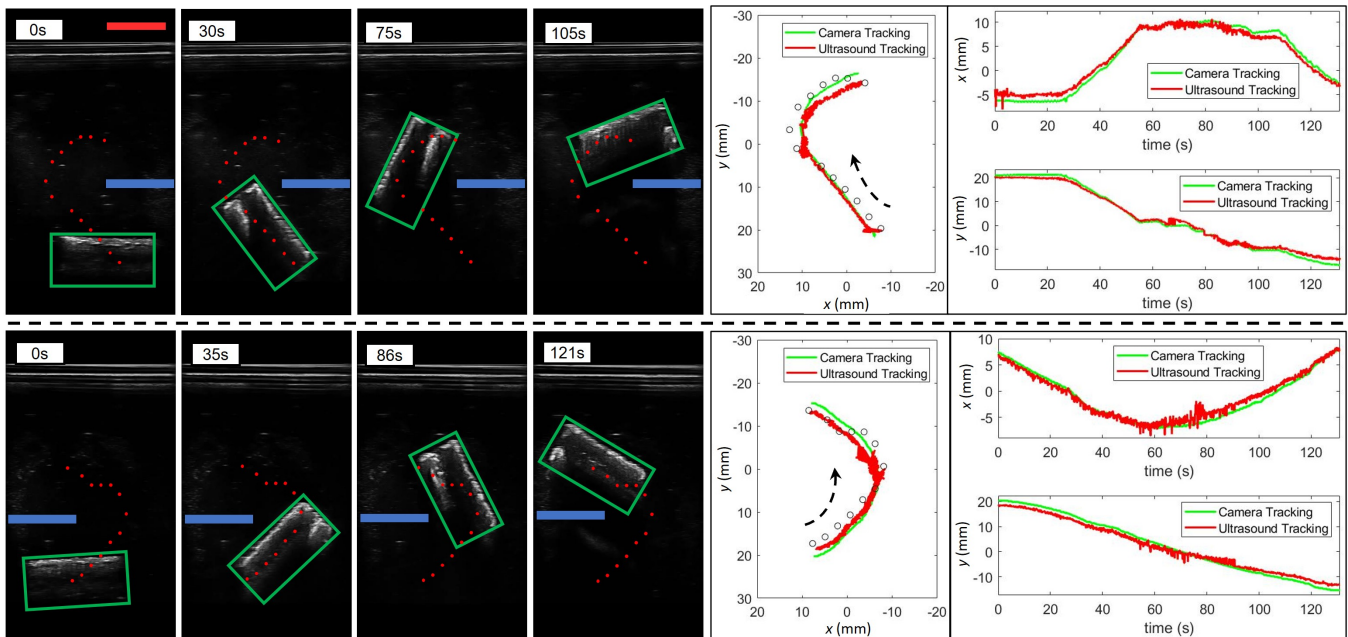 0s
30s
75s
105s
-30
-20
-10
0
10
20
30
y (mm)
20
10
0
-10
-20
x (mm)
Camera Tracking
Ultrasound Tracking
10
5
0
-5
x (mm)
0
20
40
60
80
100
120
time (s)
Camera Tracking
Ultrasound Tracking
20
10
0
-10
y (mm)
0
20
40
60
80
100
120
time (s)
Camera Tracking
Ultrasound Tracking
0s
35s
86s
121s
-30
-20
-10
0
10
20
30
y (mm)
20
10
0
-10
-20
x (mm)
Camera Tracking
Ultrasound Tracking
10
5
0
-5
x (mm)
0
20
40
60
80
100
120
time (s)
Camera Tracking
Ultrasound Tracking
20
10
0
-10
y (mm)
0
20
40
60
80
100
120
time (s)
Camera Tracking
Ultrasound Tracking